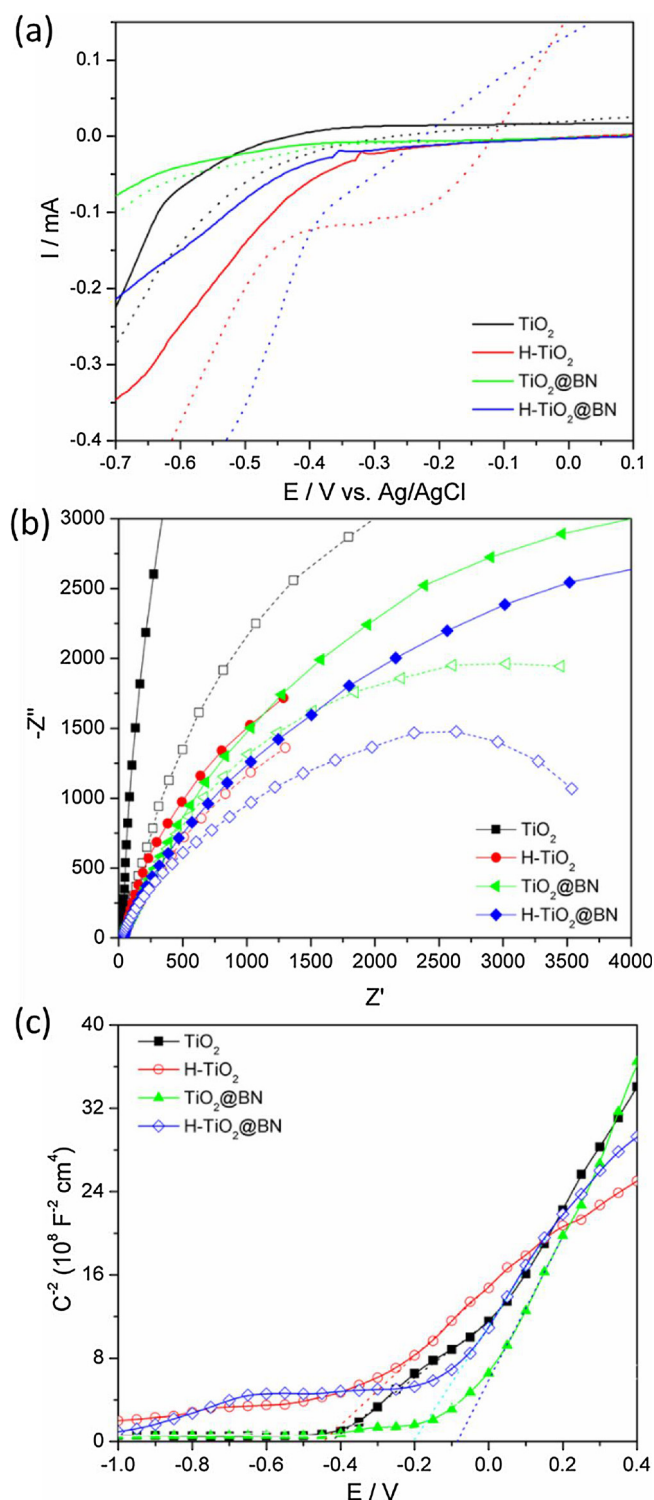 (a)
0.1
0.0
-0.1
-0.2
-0.3
-0.4
I / mA
TiO2
H-TiO2
TiO2@BN
H-TiO2@BN
-0.7 -0.6 -0.5 -0.4 -0.3 -0.2 -0.1 0.0 0.1
E / V vs. Ag/AgCl
(b)
3000
2500
2000
1500
1000
500
0
-Z"
TiO2
H-TiO2
TiO2@BN
H-TiO2@BN
0 500 1000 1500 2000 2500 3000 3500 4000
Z'
(c)
40
32
24
16
8
0
C-2 (108 F-2 cm4)
TiO2
H-TiO2
TiO2@BN
H-TiO2@BN
-1.0 -0.8 -0.6 -0.4 -0.2 0.0 0.2 0.4
E / V